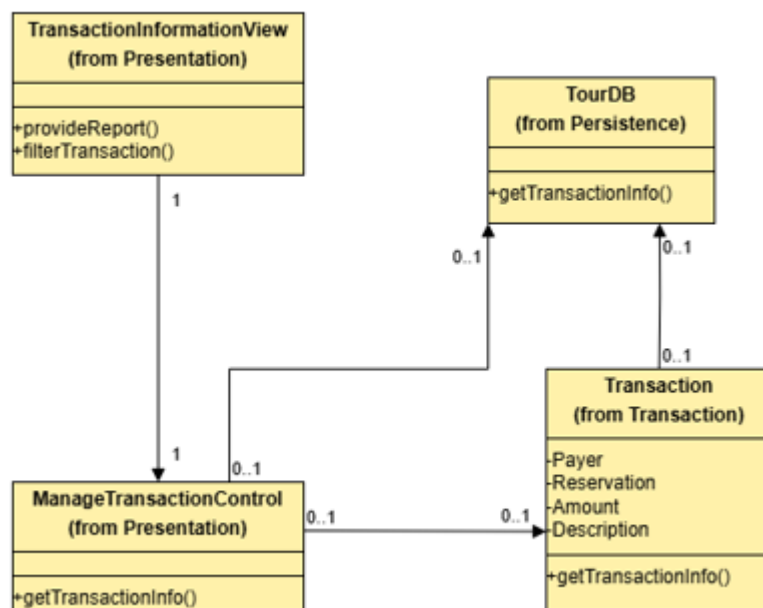 TransactionInformationView
(from Presentation)
+provideReport()
+filterTransaction()
1
TourDB
(from Persistence)
+getTransactionInfo()
0..1
0..1
0..1
Transaction
(from Transaction)
-Payer
-Reservation
-Amount
-Description
+getTransactionInfo()
1
0..1
ManageTransactionControl
(from Presentation)
+getTransactionInfo()
0..1
0..1